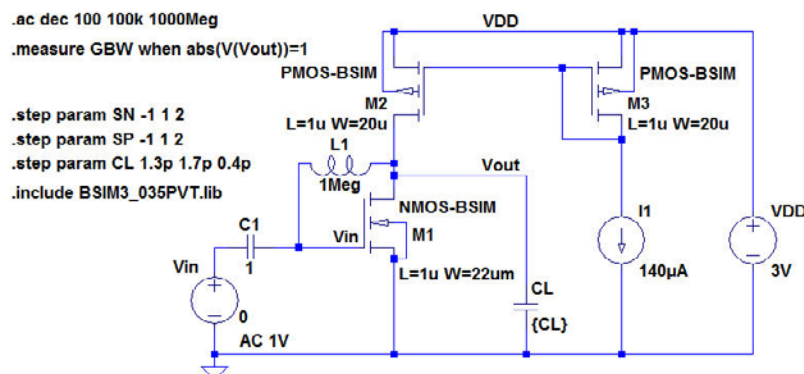 .ac dec 100 100k 1000Meg
.measure GBW when abs(V(Vout))=1
.step param SN -1 1 2
.step param SP -1 1 2
.step param CL 1.3p 1.7p 0.4p
.include BSIM3_035PVT.lib
VDD
PMOS-BSIM
M2
L=1u W=20u
PMOS-BSIM
M3
L=1u W=20u
L1
1Meg
Vout
NMOS-BSIM
M1
L=1u W=22um
C1
1
Vin
Vin
0
AC 1V
CL
{CL}
I1
140µA
VDD
3V